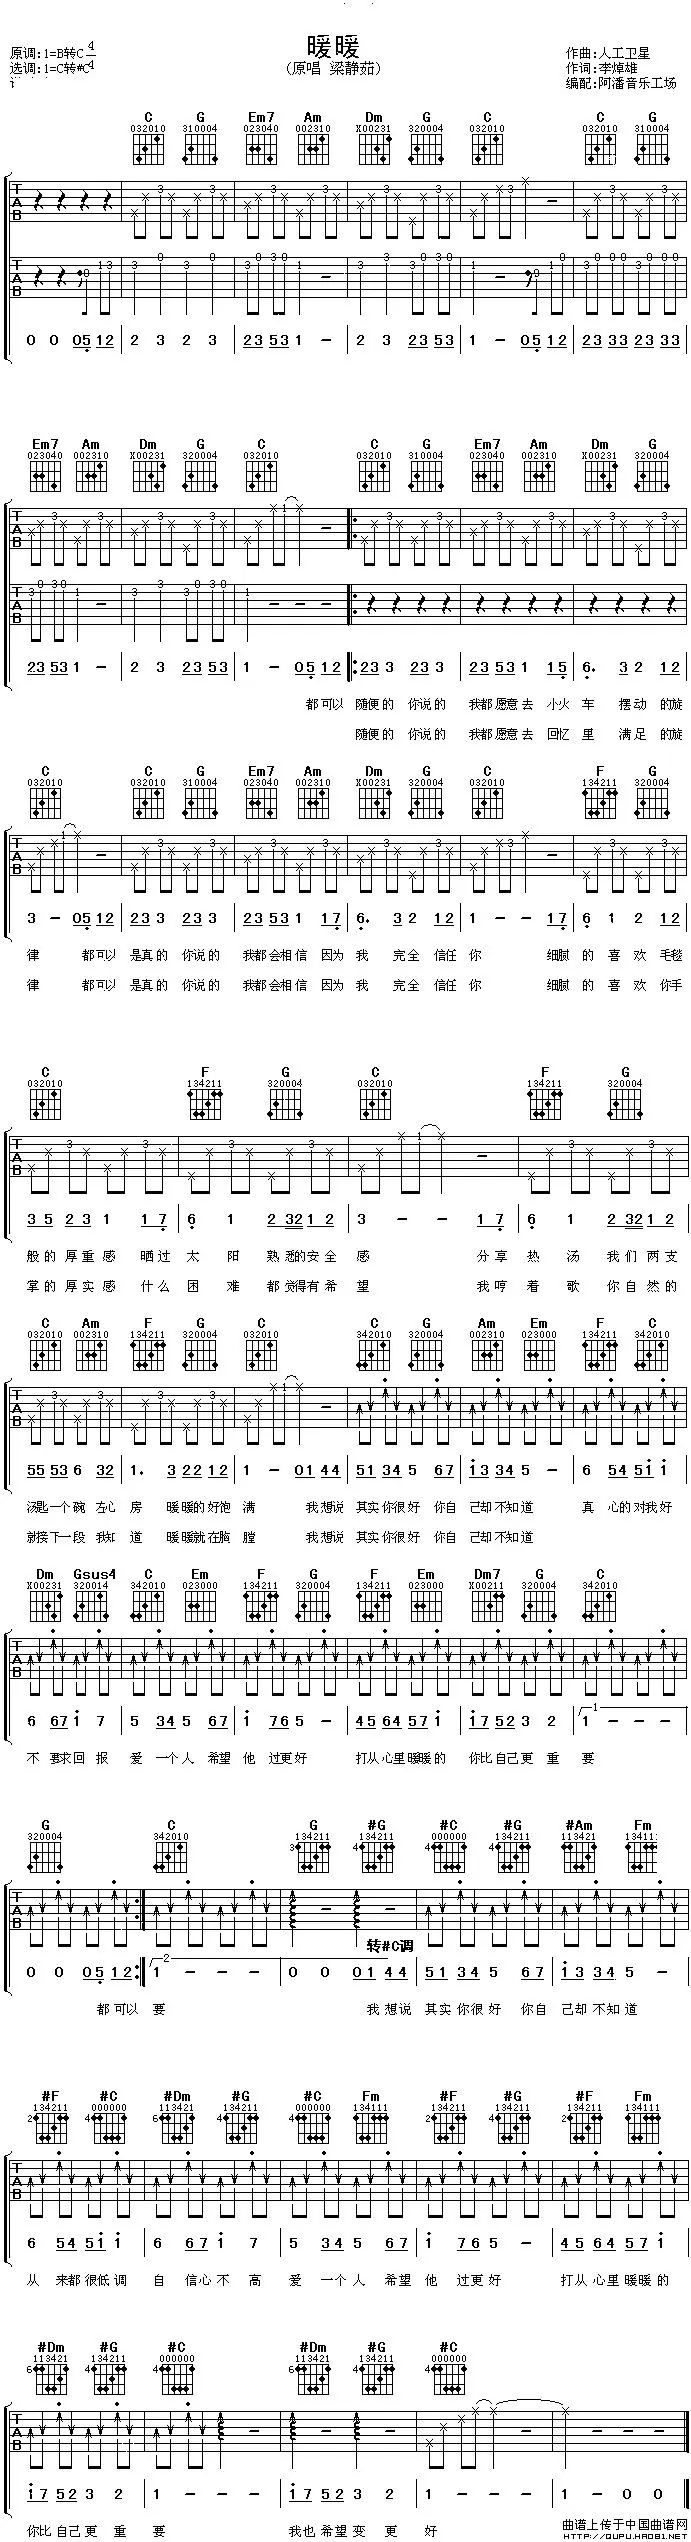 暖暖
(原唱 梁静茹)
原调:1=B转C 4/4
选调:1=C转#C
作曲:人工卫星
作词:李焯雄
编配:阿潘音乐工场
C G Em7 Am Dm G C C G
032010 310004 023040 002310 X00231 320004 032010 032010 310004
0 0 05 12 2 3 2 3 23 53 1 - 2 3 23 53 1 - 05 12 23 33 23 33
Em7 Am Dm G C C G Em7 Am Dm G
023040 002310 X00231 320004 032010 032010 310004 023040 002310 X00231 320004
23 53 1 - 2 3 23 53 1 - 05 12 23 3 23 3 23 53 1 15 6. 3 2 12
都可以 随便的 你说的 我都愿意去 小火 车 摆动 的旋
随便的 你说的 我都愿意去 回忆 里 满足 的旋
C C G Em7 Am Dm G C F G
032010 032010 310004 023040 002310 X00231 320004 032010 134211 320004
3 - 05 12 23 3 23 3 23 53 1 17 6. 3 2 12 1 - - 17 6 1 2 12
律 都可以 是真的 你说的 我都会相信 因为 我 完全 信任 你 细腻 的 喜 欢 毛毯
律 都可以 是真的 你说的 我都会相信 因为 我 完全 信任 你 细腻 的 喜 欢 你手
C F G C F G
032010 134211 320004 032010 134211 320004
3 5 2 3 1 1 7 6 1 2 32 1 2 3 - - 1 7 6 1 2 32 1 2
般的 厚重 感 晒过 太 阳 熟悉的安全 感 分享 热 汤 我们 两支
掌的 厚实 感 什么 困 难 都觉得有希 望 我哼 着 歌 你自然的
C Am F G C C G Am Em F C
032010 002310 134211 320004 032010 342010 320004 002310 023000 134211 342010
55 53 6 32 1. 3 22 12 1 - 01 44 51 34 5 67 13 34 5 - 6 54 51 1
汤匙一个 碗 左心 房 暖暖的好饱 满 我想说 其实你很好 你自 己却不知道 真 心的对我好
就接下一 段 我知 道 暖暖就在胸 膛 我想说 其实你很好 你自 己却不知道
Dm Gsus4 C Em F G F Em Dm7 G C
X00231 320014 342010 023000 134211 320004 134211 023000 X00211 320004 342010
6 67 1 7 5 34 5 67 1 76 5 - 45 64 57 1 17 52 3 2 1 - - -
不 要求回 报 爱 一个人 希望 他 过更好 打从心里暖暖的 你比自己更 重 要
G C G #G #C #G #Am Fm
320004 342010 134211 134211 000000 134211 113421 134111
转#C调
0 0 05 12 1 - - - 0 0 01 44 51 34 5 67 13 34 5 -
都可以 要 我想说 其实你很好 你自 己却不知道
#F #C #Dm #G #C Fm #F #G #F Fm
134211 000000 113421 134211 000000 134111 134211 134211 134211 134111
6 54 51 1 6 67 1 7 5 34 5 67 1 76 5 - 45 64 57 1
从 来都很低调 自 信心不 高 爱 一个人 希望 他 过更好 打从心里暖暖的
#Dm #G #C #Dm #G #C
113421 134211 000000 113421 134211 000000
17 52 3 2 1 - - - 17 52 3 2 1 - - - 1 - - 0
你比自己更 重 要 我也希望变 更 好
曲谱上传于中国曲谱网
HTTP://QUPU.HAO81.NET